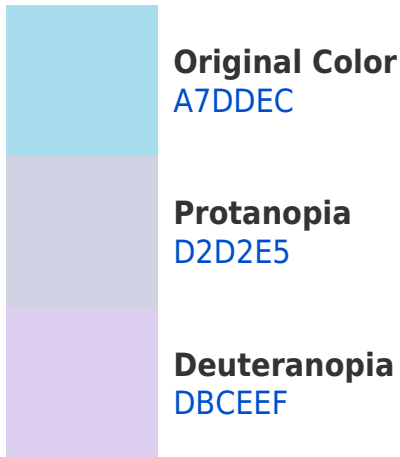 Original Color
A7DDEC
Protanopia
D2D2E5
Deuteranopia
DBCEEF